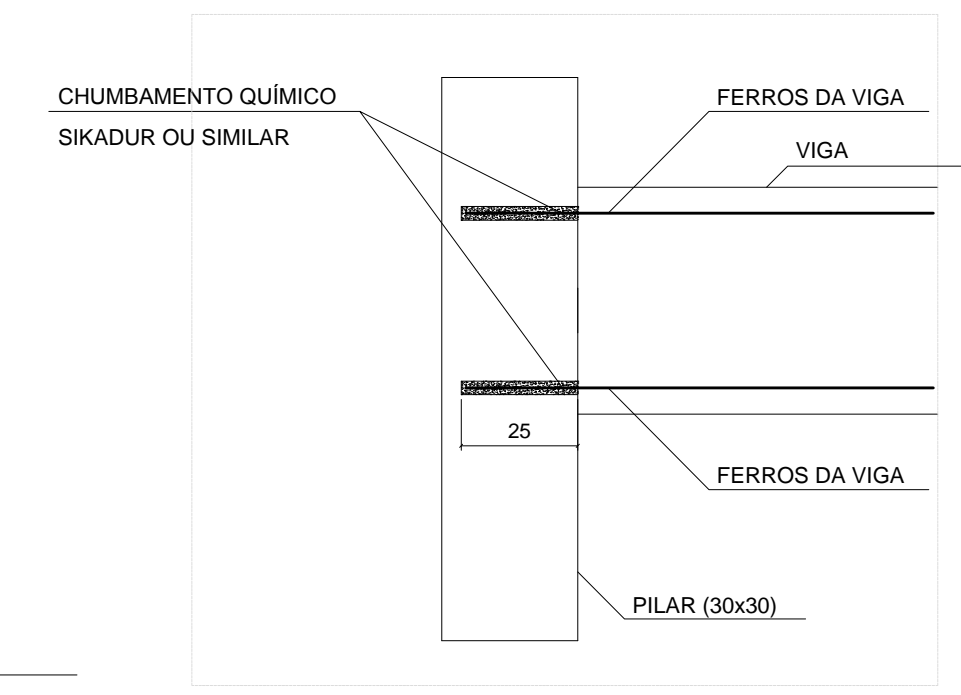 CHUMBAMENTO QUÍMICO
SIKADUR OU SIMILAR
FERROS DA VIGA
VIGA
25
FERROS DA VIGA
PILAR (30x30)